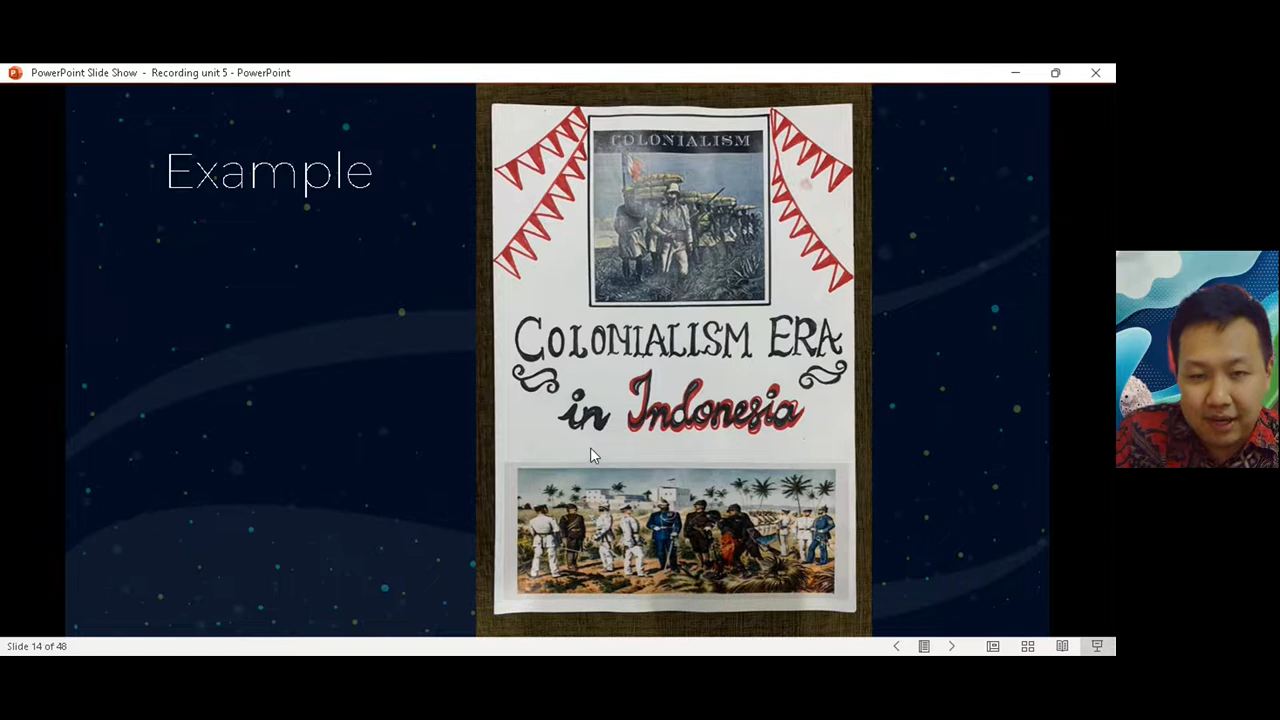 PowerPoint Slide Show - Recording unit 5 - PowerPoint
Example
COLONIALISM
COLONIALISM ERA
in Indonesia
Slide 14 of 48